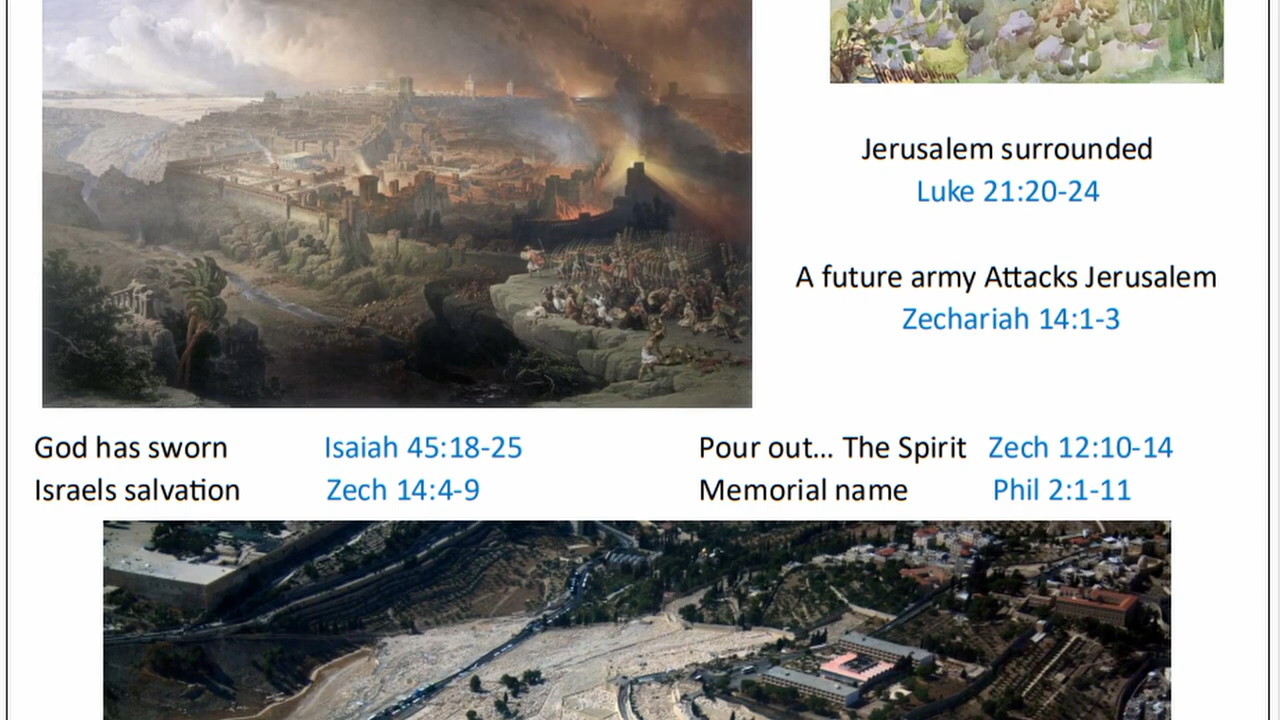 Jerusalem surrounded
Luke 21:20-24
A future army Attacks Jerusalem
Zechariah 14:1-3
God has sworn Isaiah 45:18-25 Pour out... The Spirit Zech 12:10-14
Israels salvation Zech 14:4-9 Memorial name Phil 2:1-11